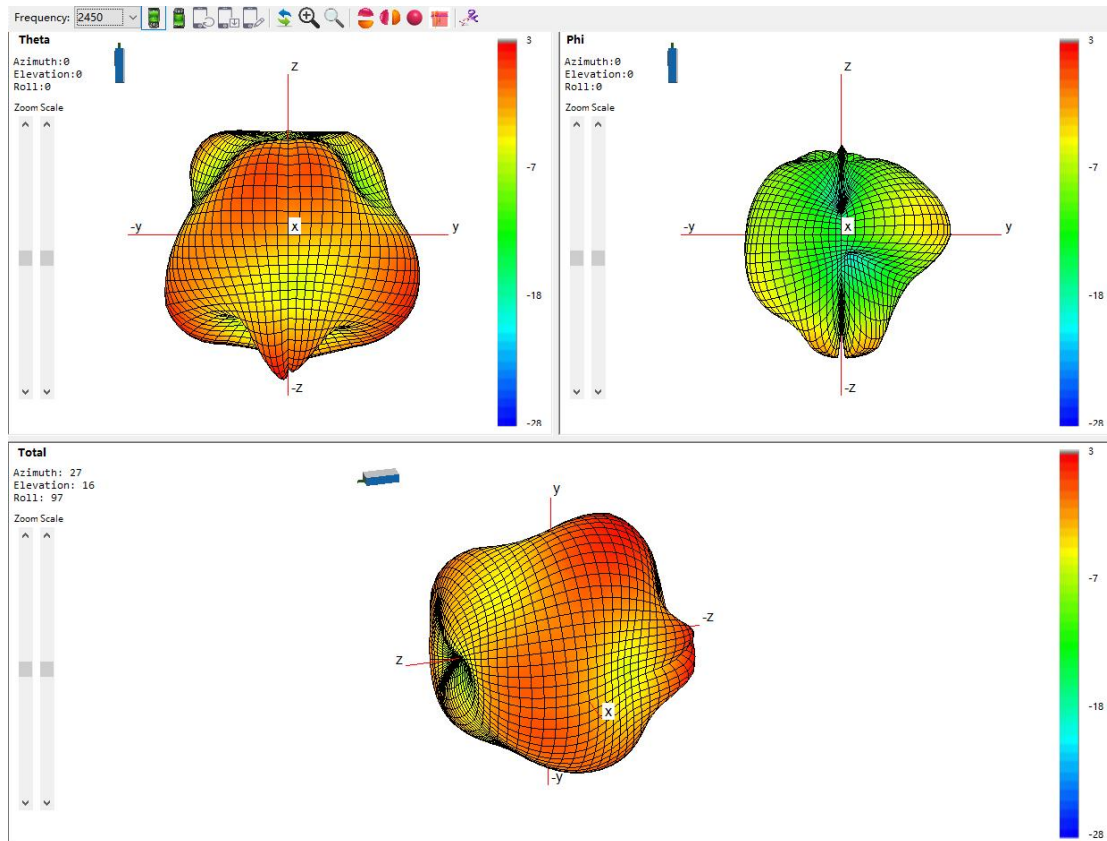 Frequency: 2450
Theta
Azimuth:0
Elevation:0
Roll:0
Zoom Scale
z
-y
x
y
-z
3
-7
-18
-28
Phi
Azimuth:0
Elevation:0
Roll:0
Zoom Scale
z
-y
x
y
-z
3
-7
-18
-28
Total
Azimuth: 27
Elevation: 16
Roll: 97
Zoom Scale
y
-z
z
x
-y
3
-7
-18
-28